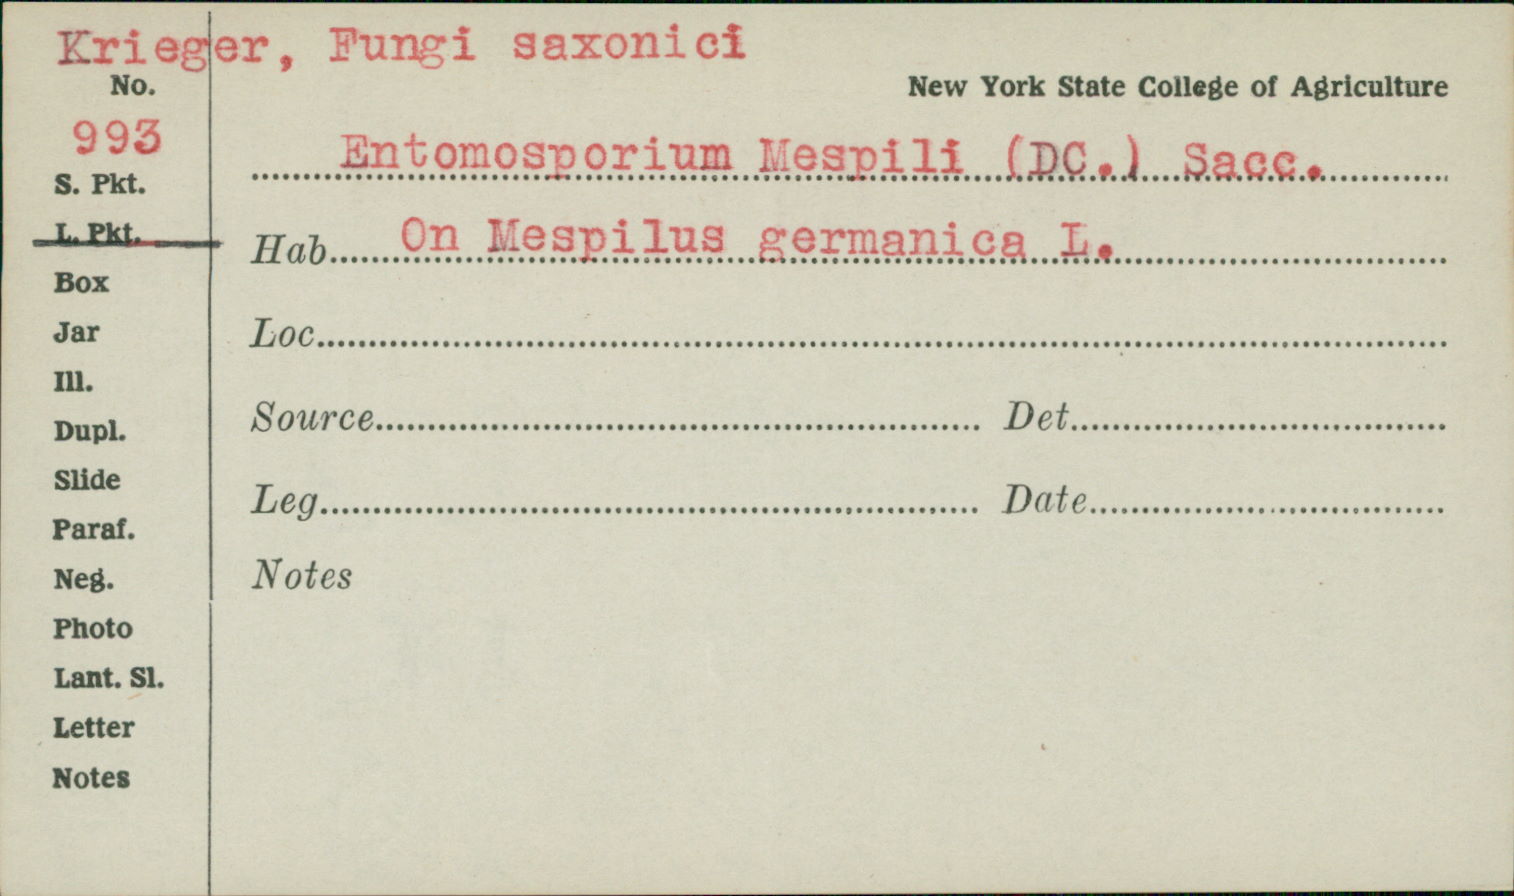 Krieger, Fungi saxonici
No.
New York State College of Agriculture
993
Entomosporium Mespili (DC.) Sacc.
S. Pkt.
L. Pkt.
Hab. On Mespilus germanica L.
Box
Jar
Loc.
Ill.
Dupl.
Source Det.
Slide
Leg. Date
Paraf.
Neg.
Notes
Photo
Lant. Sl.
Letter
Notes